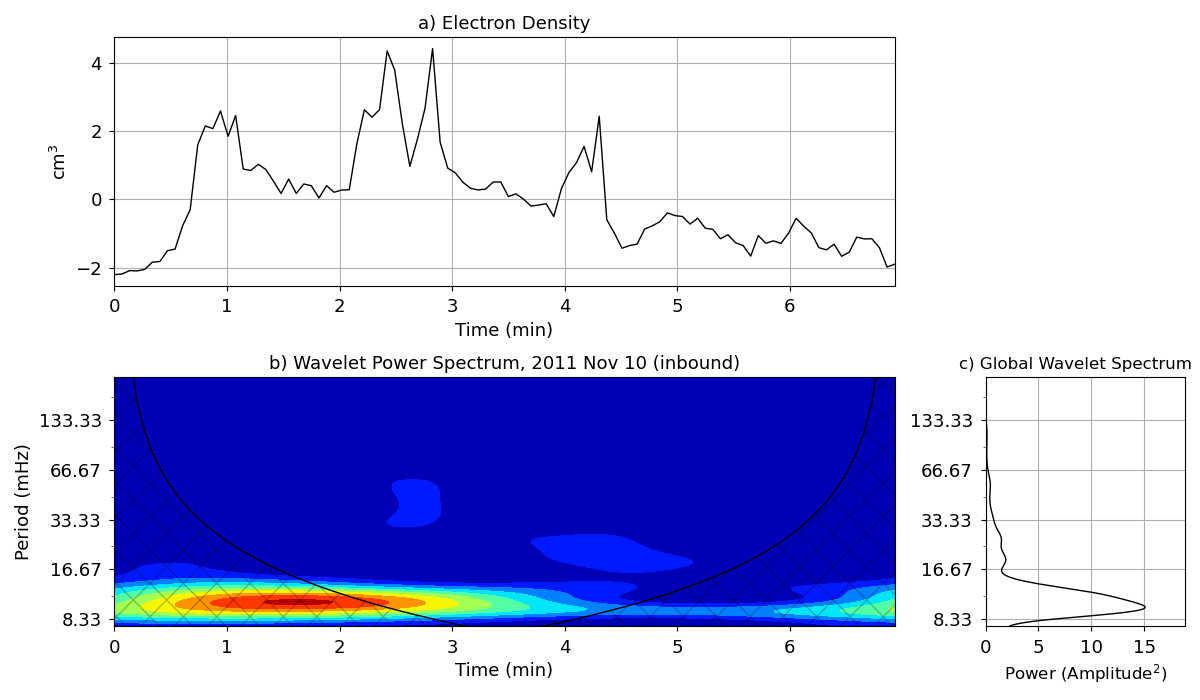 a) Electron Density
cm³
4
2
0
−2
0 1 2 3 4 5 6
Time (min)
b) Wavelet Power Spectrum, 2011 Nov 10 (inbound)
Period (mHz)
133.33
66.67
33.33
16.67
8.33
0 1 2 3 4 5 6
Time (min)
c) Global Wavelet Spectrum
133.33
66.67
33.33
16.67
8.33
0 5 10 15
Power (Amplitude²)